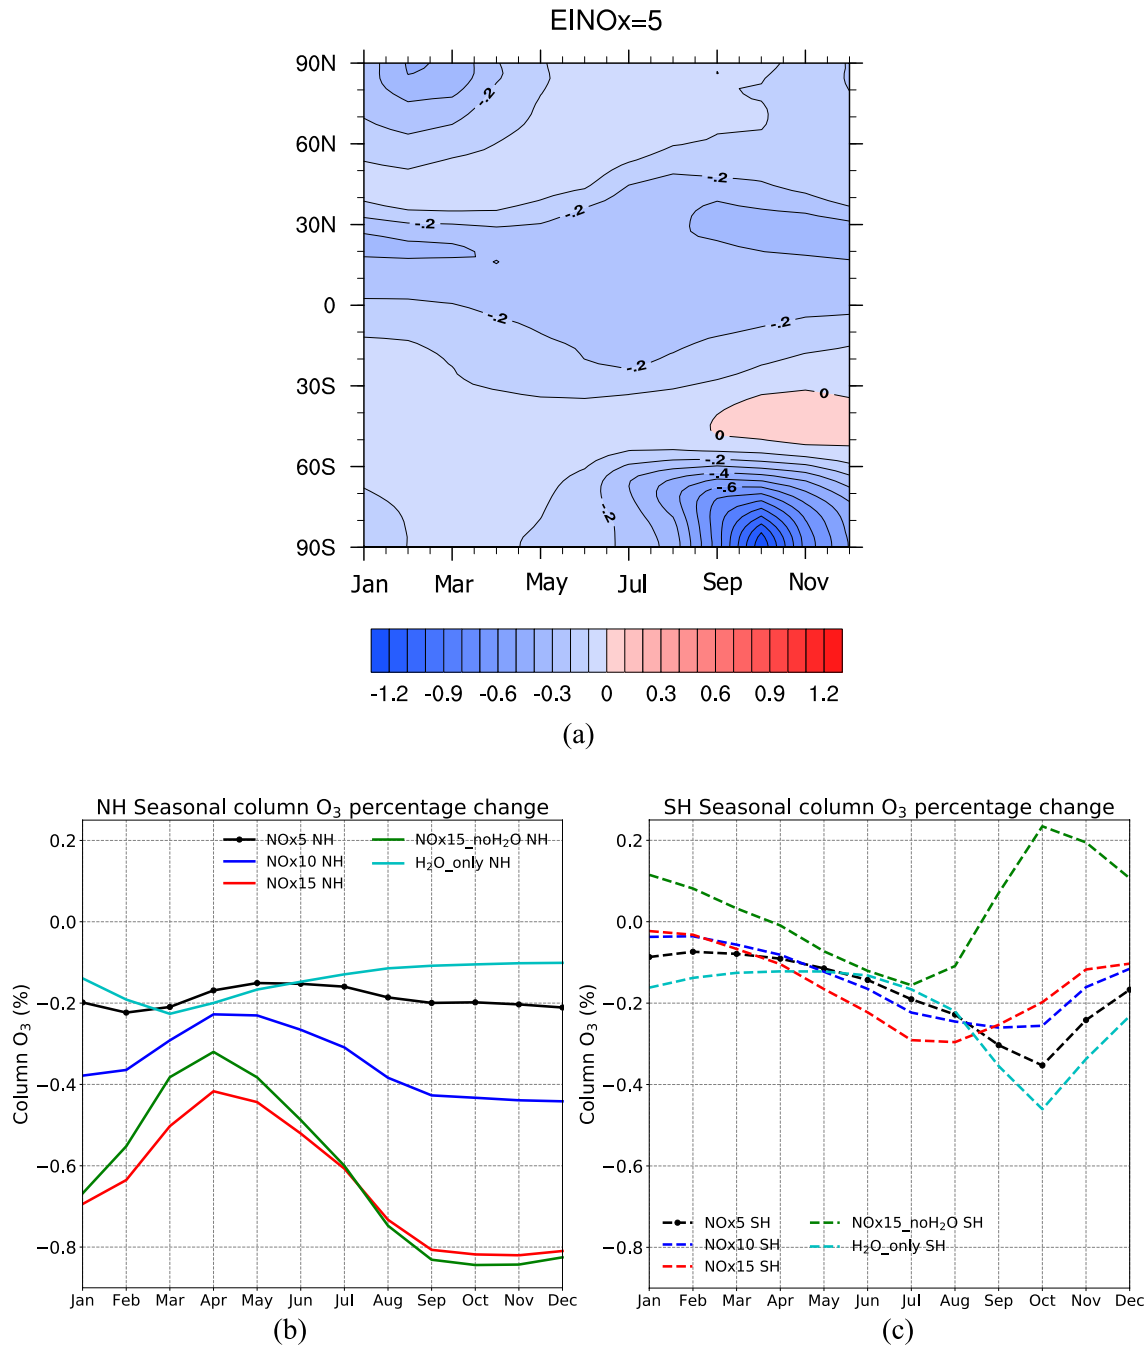 EINOx=5
90N
60N
30N
0
30S
60S
90S
-.2
-.2
-.2
-.2
-.2
-.2
-.2
0
0
-.2
-.4
-.6
-.2
Jan Mar May Jul Sep Nov
-1.2 -0.9 -0.6 -0.3 0 0.3 0.6 0.9 1.2
(a)
NH Seasonal column O₃ percentage change
NOx5 NH
NOx10 NH
NOx15 NH
NOx15_noH₂O NH
H₂O_only NH
Column O₃ (%)
0.2
0.0
−0.2
−0.4
−0.6
−0.8
Jan Feb Mar Apr May Jun Jul Aug Sep Oct Nov Dec
(b)
SH Seasonal column O₃ percentage change
Column O₃ (%)
0.2
0.0
−0.2
−0.4
−0.6
−0.8
NOx5 SH
NOx10 SH
NOx15 SH
NOx15_noH₂O SH
H₂O_only SH
Jan Feb Mar Apr May Jun Jul Aug Sep Oct Nov Dec
(c)